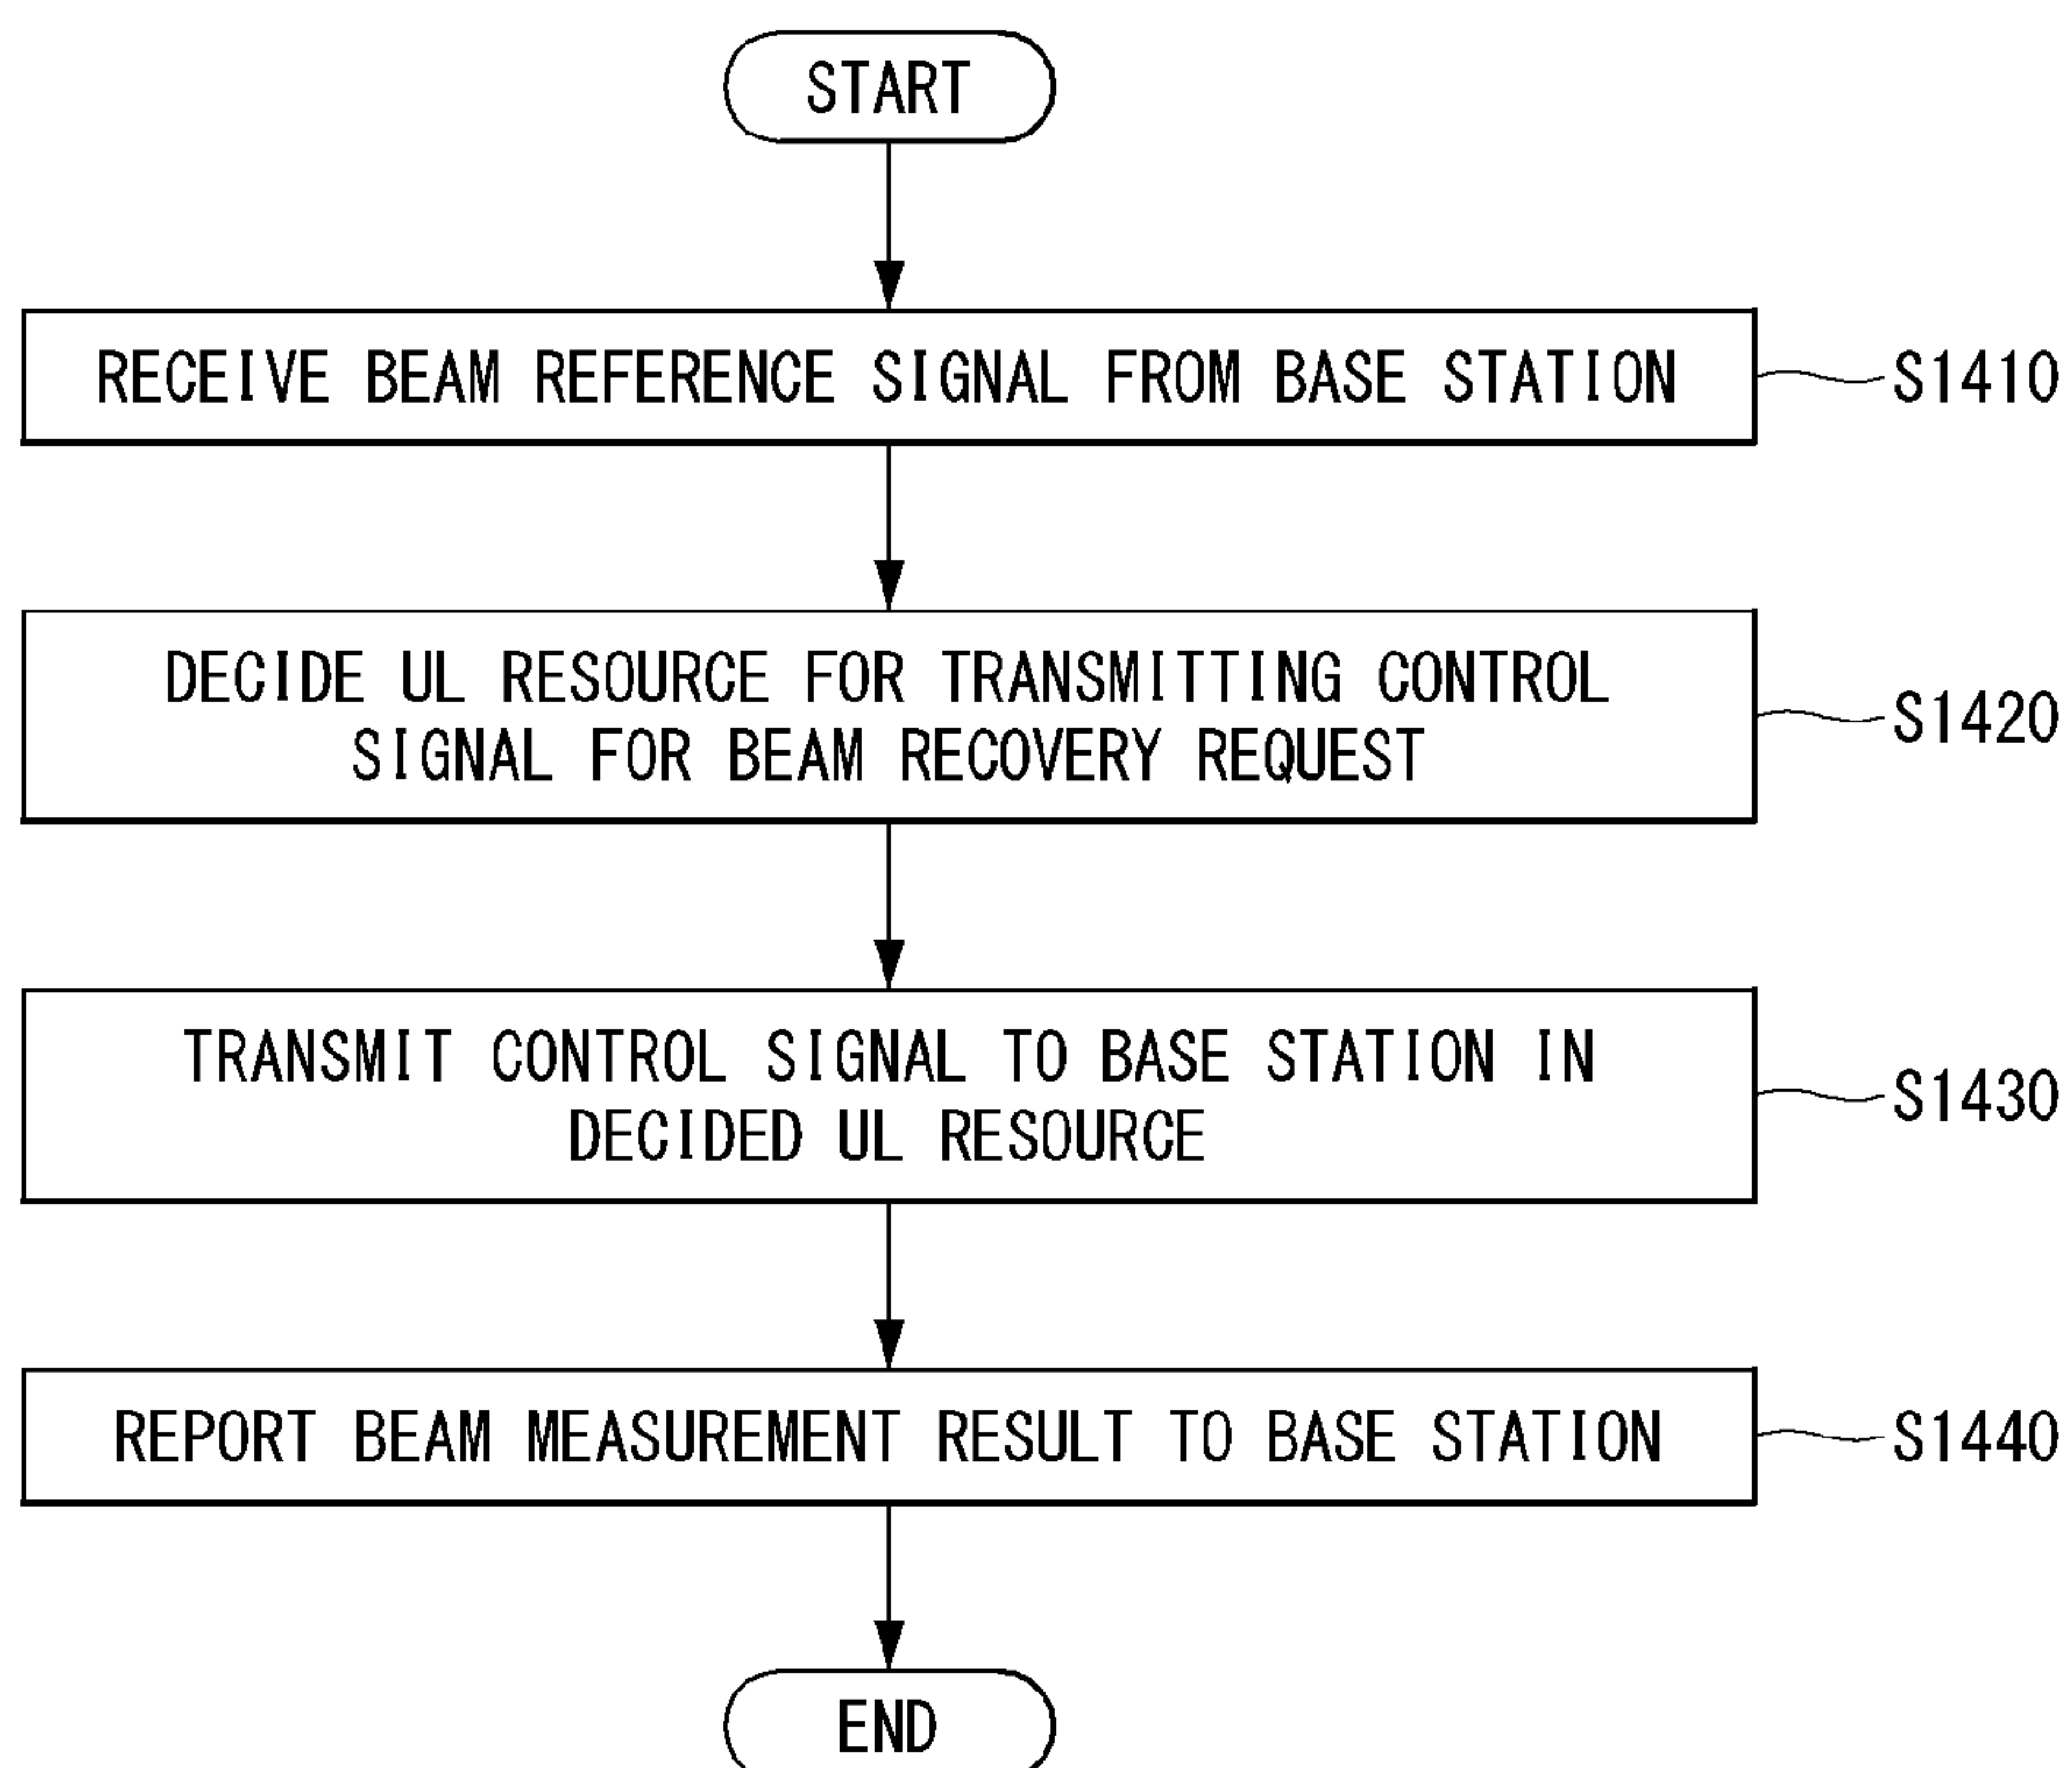 START
RECEIVE BEAM REFERENCE SIGNAL FROM BASE STATION
S1410
DECIDE UL RESOURCE FOR TRANSMITTING CONTROL
SIGNAL FOR BEAM RECOVERY REQUEST
S1420
TRANSMIT CONTROL SIGNAL TO BASE STATION IN
DECIDED UL RESOURCE
S1430
REPORT BEAM MEASUREMENT RESULT TO BASE STATION
S1440
END